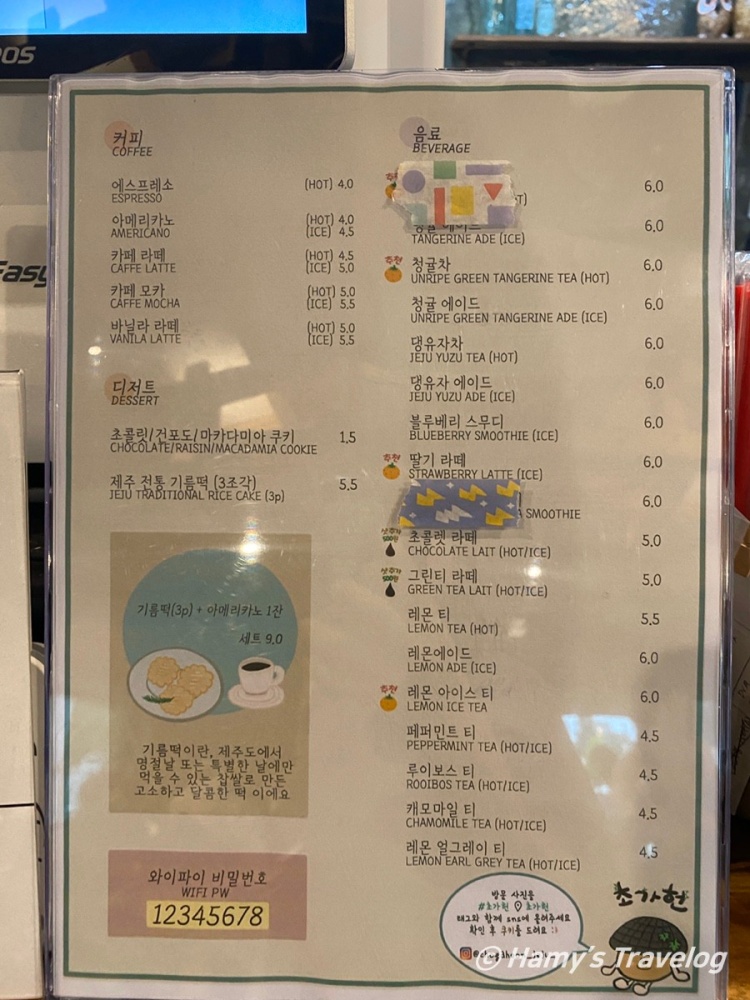 POS
Easy
커피
COFFEE
에스프레소 (HOT) 4.0
ESPRESSO
아메리카노 (HOT) 4.0
AMERICANO (ICE) 4.5
카페 라떼 (HOT) 4.5
CAFFE LATTE (ICE) 5.0
카페 모카 (HOT) 5.0
CAFFE MOCHA (ICE) 5.5
바닐라 라떼 (HOT) 5.0
VANILA LATTE (ICE) 5.5
디저트
DESSERT
초콜릿/건포도/마카다미아 쿠키 1.5
CHOCOLATE/RAISIN/MACADAMIA COOKIE
제주 전통 기름떡 (3조각) 5.5
JEJU TRADITIONAL RICE CAKE (3p)
기름떡(3p) + 아메리카노 1잔
세트 9.0
기름떡이란, 제주도에서
명절날 또는 특별한 날에만
먹을 수 있는 찹쌀로 만든
고소하고 달콤한 떡 이에요
와이파이 비밀번호
WIFI PW
12345678
음료
BEVERAGE
6.0
에이드 6.0
TANGERINE ADE (ICE)
추천
청귤차 6.0
UNRIPE GREEN TANGERINE TEA (HOT)
청귤 에이드 6.0
UNRIPE GREEN TANGERINE ADE (ICE)
댕유자차 6.0
JEJU YUZU TEA (HOT)
댕유자 에이드 6.0
JEJU YUZU ADE (ICE)
블루베리 스무디 6.0
BLUEBERRY SMOOTHIE (ICE)
추천
딸기 라떼 6.0
STRAWBERRY LATTE (ICE)
6.0
SMOOTHIE
샷추가
500원
초콜렛 라떼 5.0
CHOCOLATE LAIT (HOT/ICE)
샷추가
500원
그린티 라떼 5.0
GREEN TEA LAIT (HOT/ICE)
레몬 티 5.5
LEMON TEA (HOT)
레몬에이드 6.0
LEMON ADE (ICE)
추천
레몬 아이스 티 6.0
LEMON ICE TEA
페퍼민트 티 4.5
PEPPERMINT TEA (HOT/ICE)
루이보스 티 4.5
ROOIBOS TEA (HOT/ICE)
캐모마일 티 4.5
CHAMOMILE TEA (HOT/ICE)
레몬 얼그레이 티 4.5
LEMON EARL GREY TEA (HOT/ICE)
방문 사진을
#초가헌 초가헌
태그와 함께 sns에 올려주세요
확인 후 쿠키를 드려요 :)
초가헌
© Hamy's Travelog